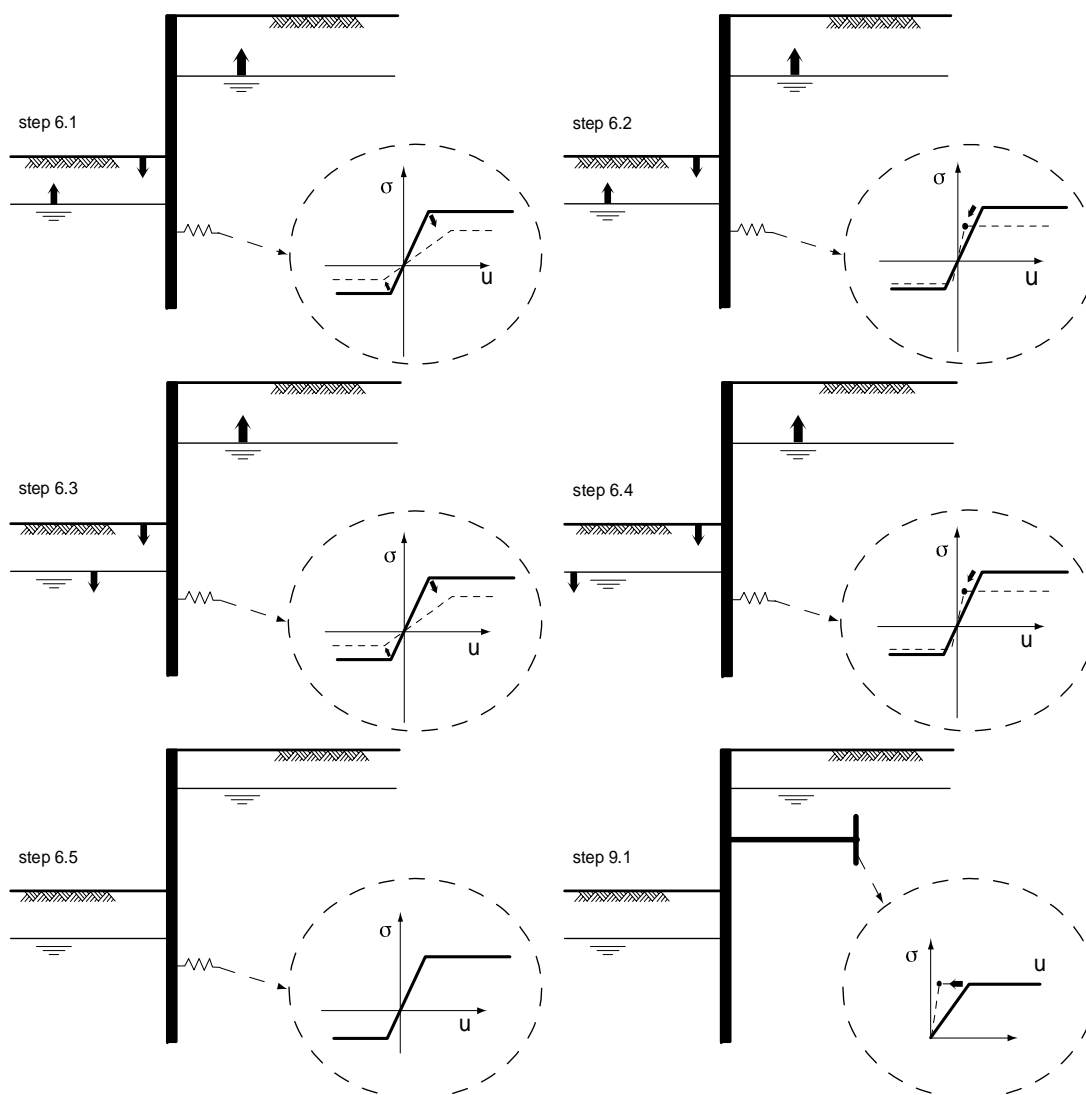 step 6.1
σ
u
step 6.2
σ
u
step 6.3
σ
u
step 6.4
σ
u
step 6.5
σ
u
step 9.1
σ
u